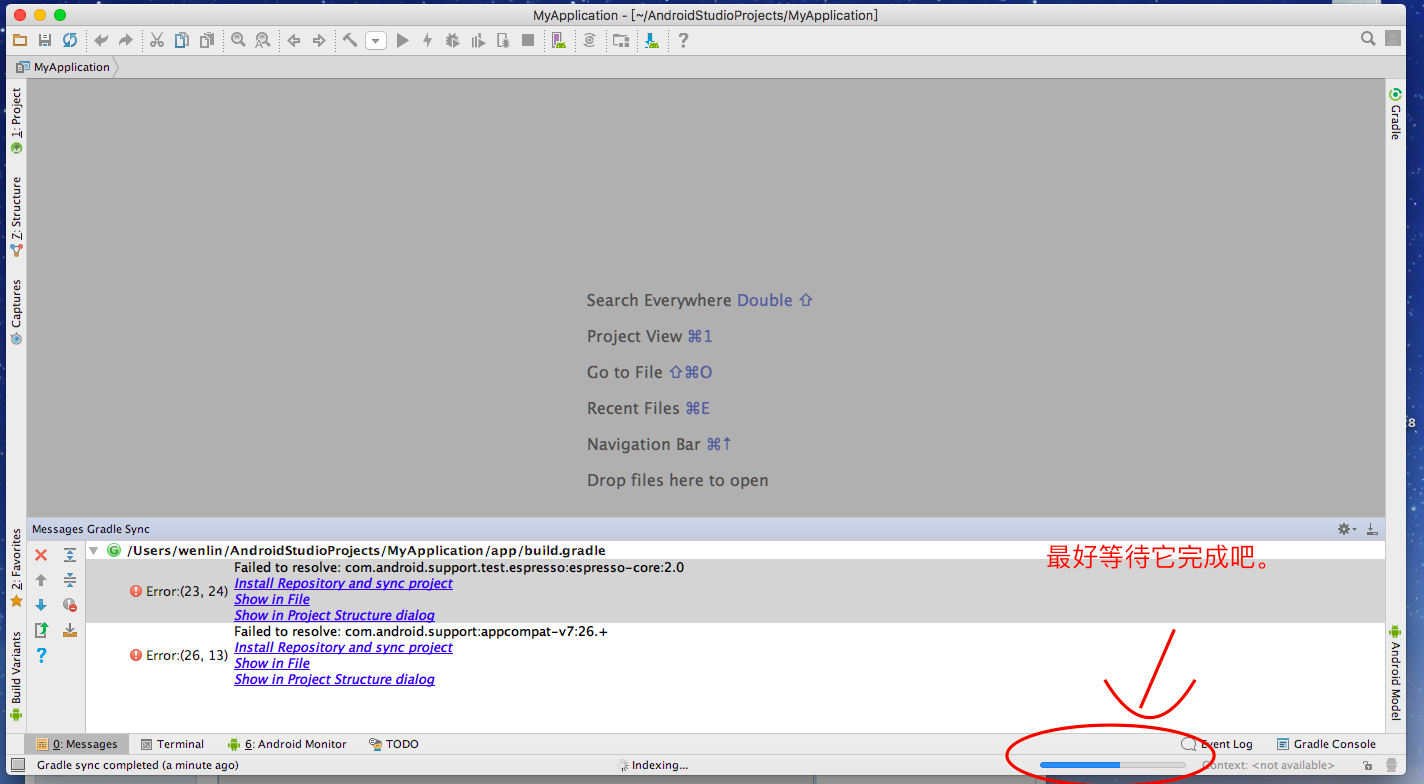 MyApplication - [~/AndroidStudioProjects/MyApplication]
MyApplication
1: Project
7: Structure
Captures
Gradle
Search Everywhere Double ⇧
Project View ⌘1
Go to File ⇧⌘O
Recent Files ⌘E
Navigation Bar ⌘↑
Drop files here to open
:8
2: Favorites
Build Variants
Android Model
Messages Gradle Sync
/Users/wenlin/AndroidStudioProjects/MyApplication/app/build.gradle
Failed to resolve: com.android.support.test.espresso:espresso-core:2.0
Error:(23, 24) Install Repository and sync project
Show in File
Show in Project Structure dialog
Failed to resolve: com.android.support:appcompat-v7:26.+
Error:(26, 13) Install Repository and sync project
Show in File
Show in Project Structure dialog
最好等待它完成吧。
0: Messages Terminal 6: Android Monitor TODO Event Log Gradle Console
Gradle sync completed (a minute ago) Indexing... Context: <not available>